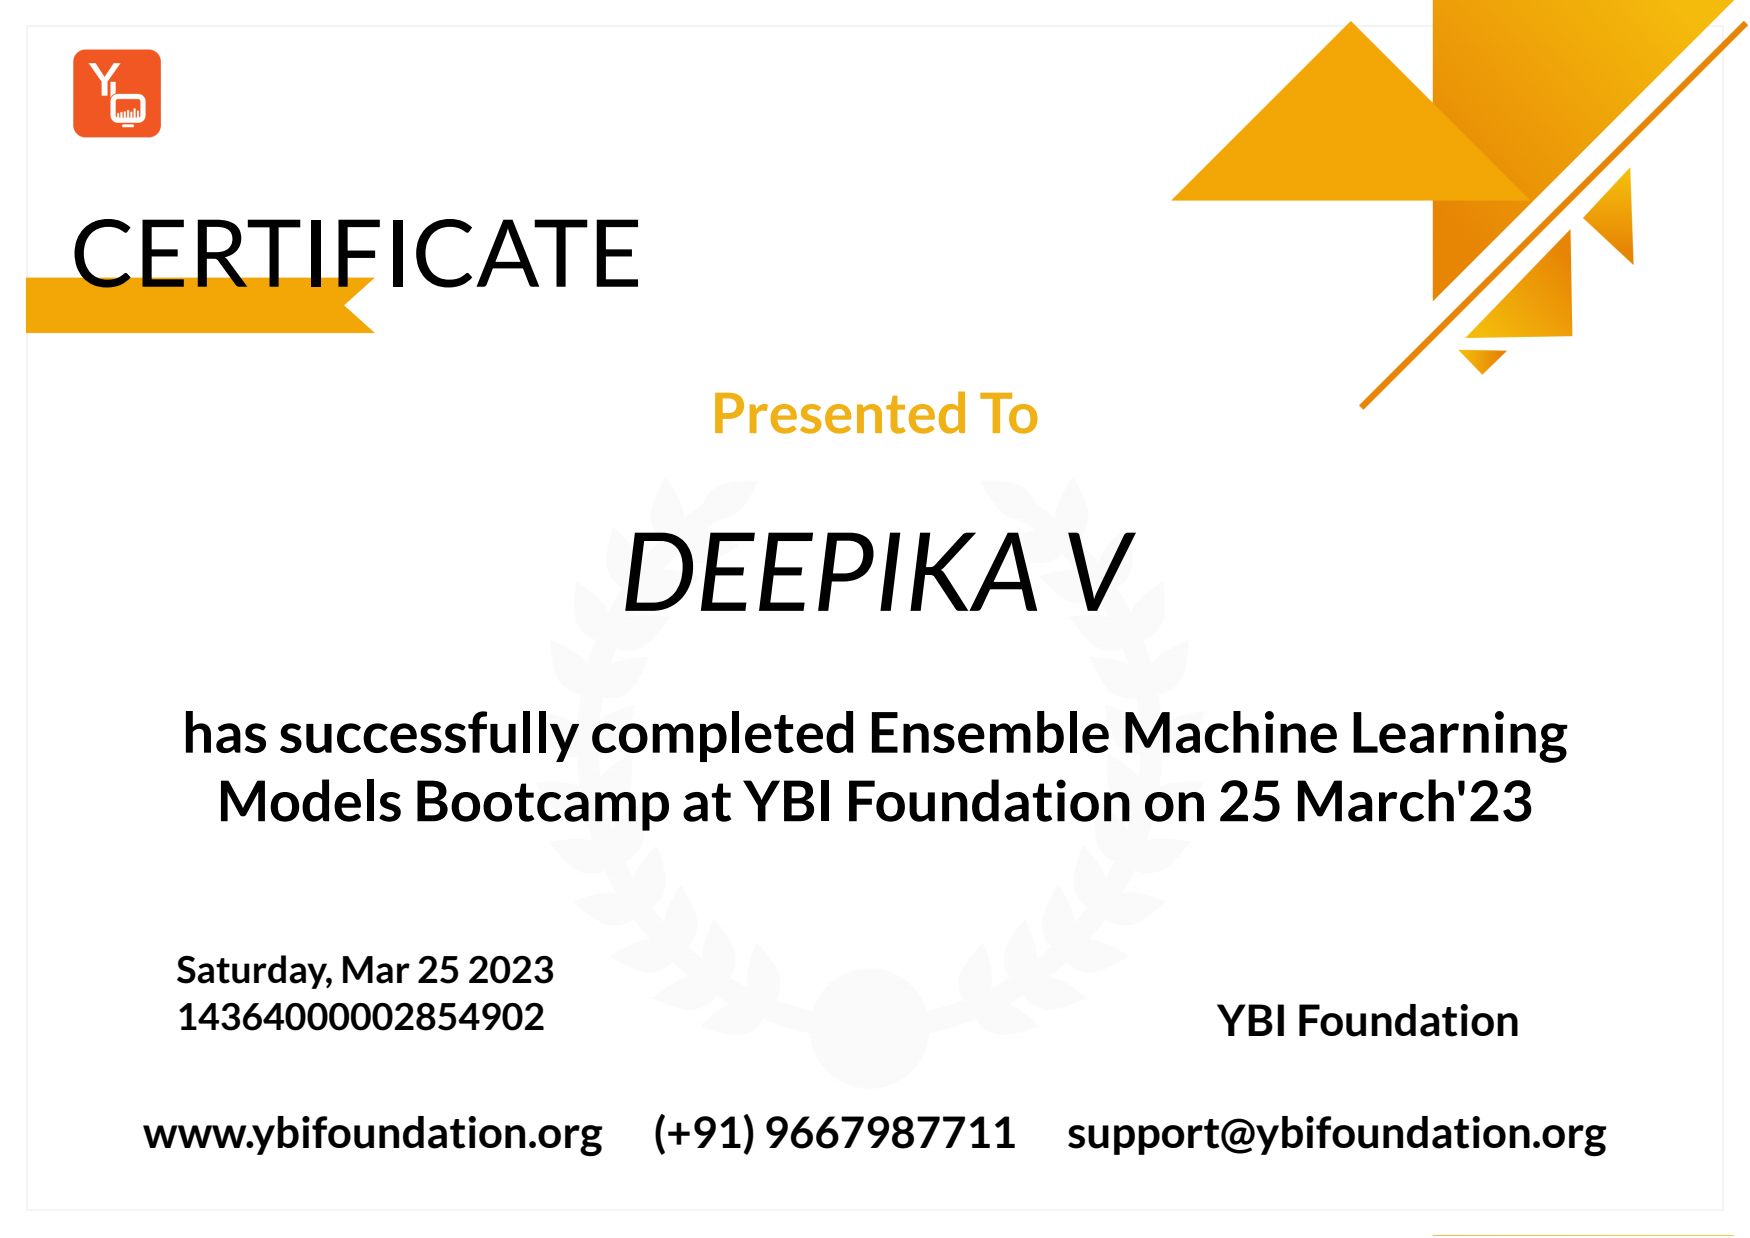 CERTIFICATE
Presented To
DEEPIKA V
has successfully completed Ensemble Machine Learning
Models Bootcamp at YBI Foundation on 25 March'23
Saturday, Mar 25 2023
14364000002854902
YBI Foundation
www.ybifoundation.org (+91) 9667987711 support@ybifoundation.org